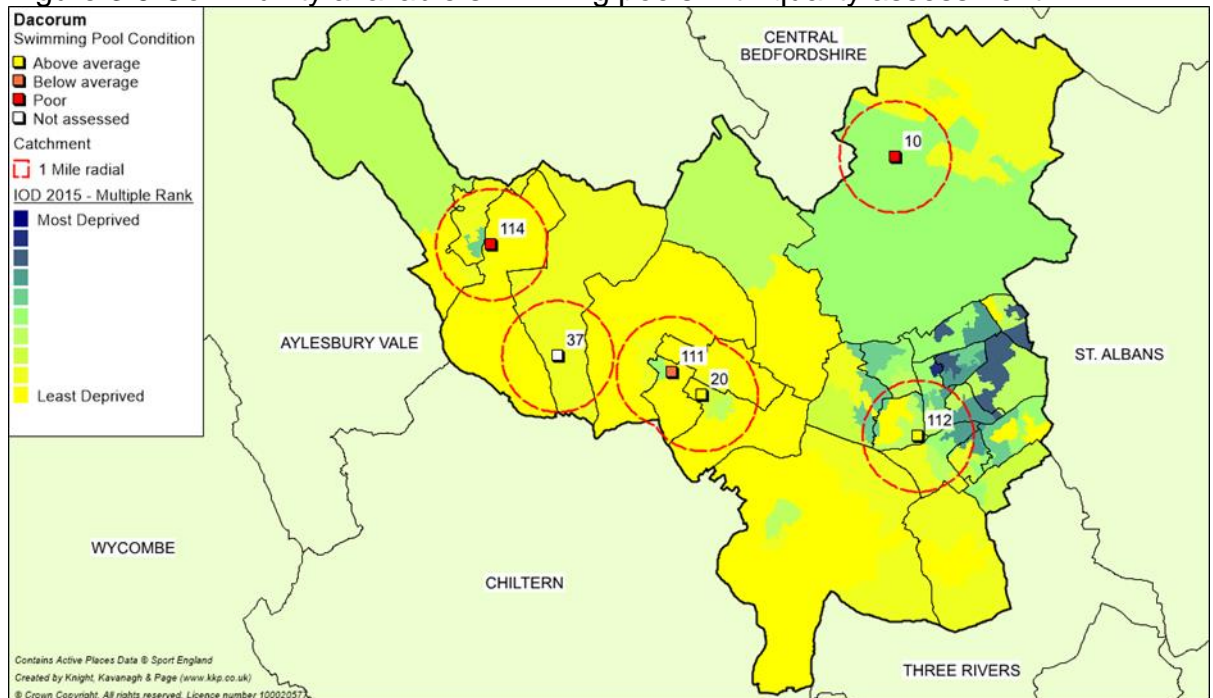 Dacorum
Swimming Pool Condition
Above average
Below average
Poor
Not assessed
Catchment
1 Mile radial
IOD 2015 - Multiple Rank
Most Deprived
Least Deprived
CENTRAL
BEDFORDSHIRE
10
114
AYLESBURY VALE
37
111
20
ST. ALBANS
112
WYCOMBE
CHILTERN
THREE RIVERS
Contains Active Places Data © Sport England
Created by Knight, Kavanagh & Page (www.kkp.co.uk)
© Crown Copyright. All rights reserved. Licence number 100020577